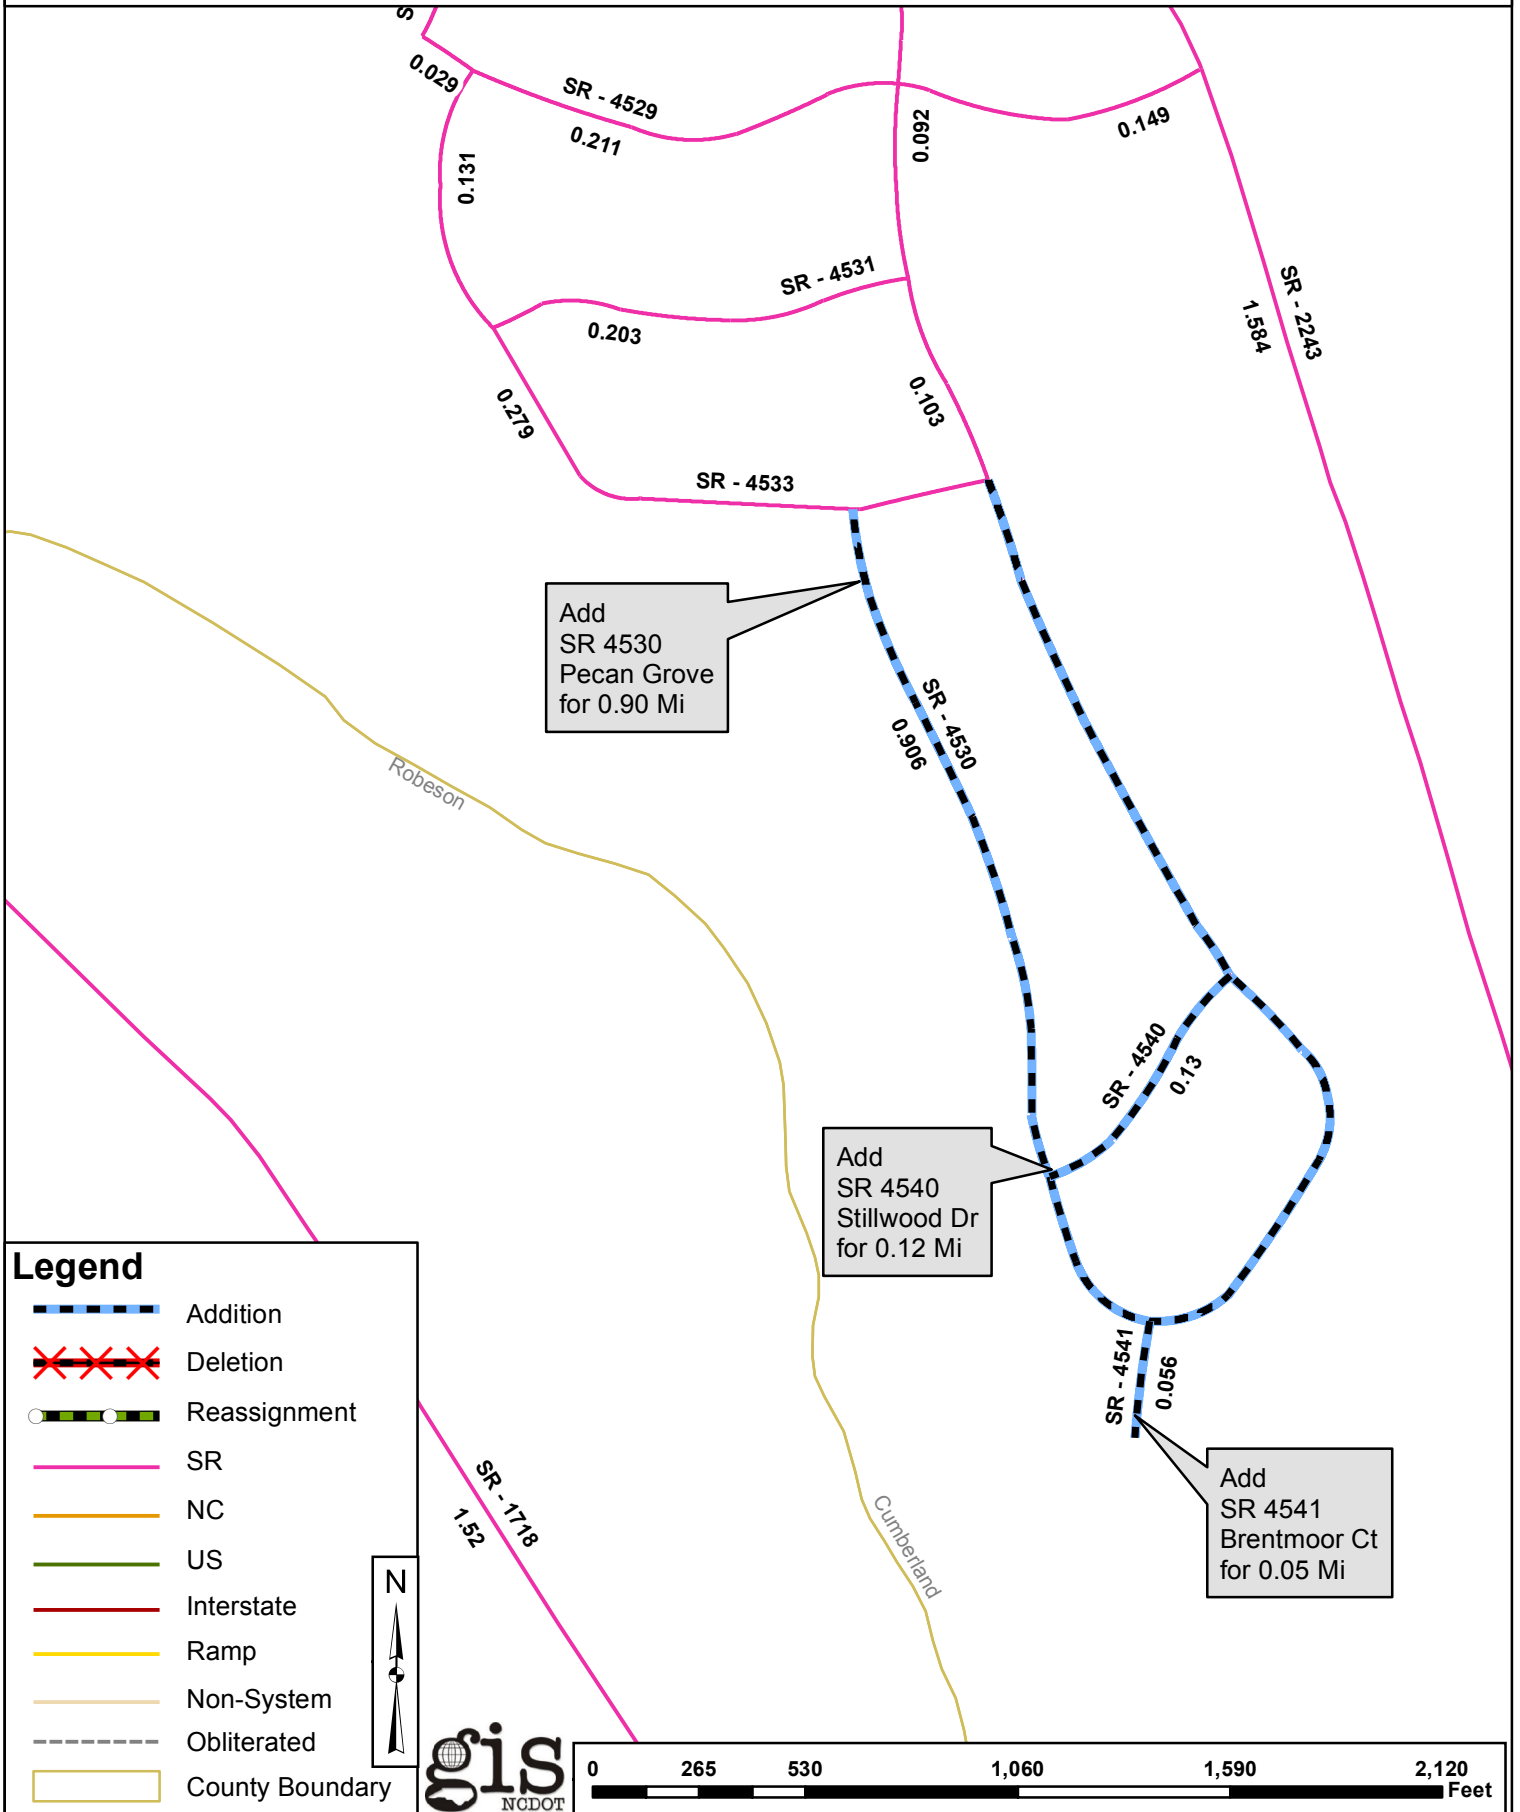 S
0.029
SR - 4529
0.211
0.092
0.149
0.131
SR - 4531
0.203
SR - 2243
1.584
0.279
0.103
SR - 4533
Add
SR 4530
Pecan Grove
for 0.90 Mi
SR - 4530
0.906
Robeson
SR - 4540
0.13
Add
SR 4540
Stillwood Dr
for 0.12 Mi
SR - 4541
0.056
Add
SR 4541
Brentmoor Ct
for 0.05 Mi
SR - 1718
1.52
Cumberland
Legend
Addition
Deletion
Reassignment
SR
NC
US
Interstate
Ramp
Non-System
Obliterated
County Boundary
N
gis
NCDOT
0 265 530 1,060 1,590 2,120
Feet